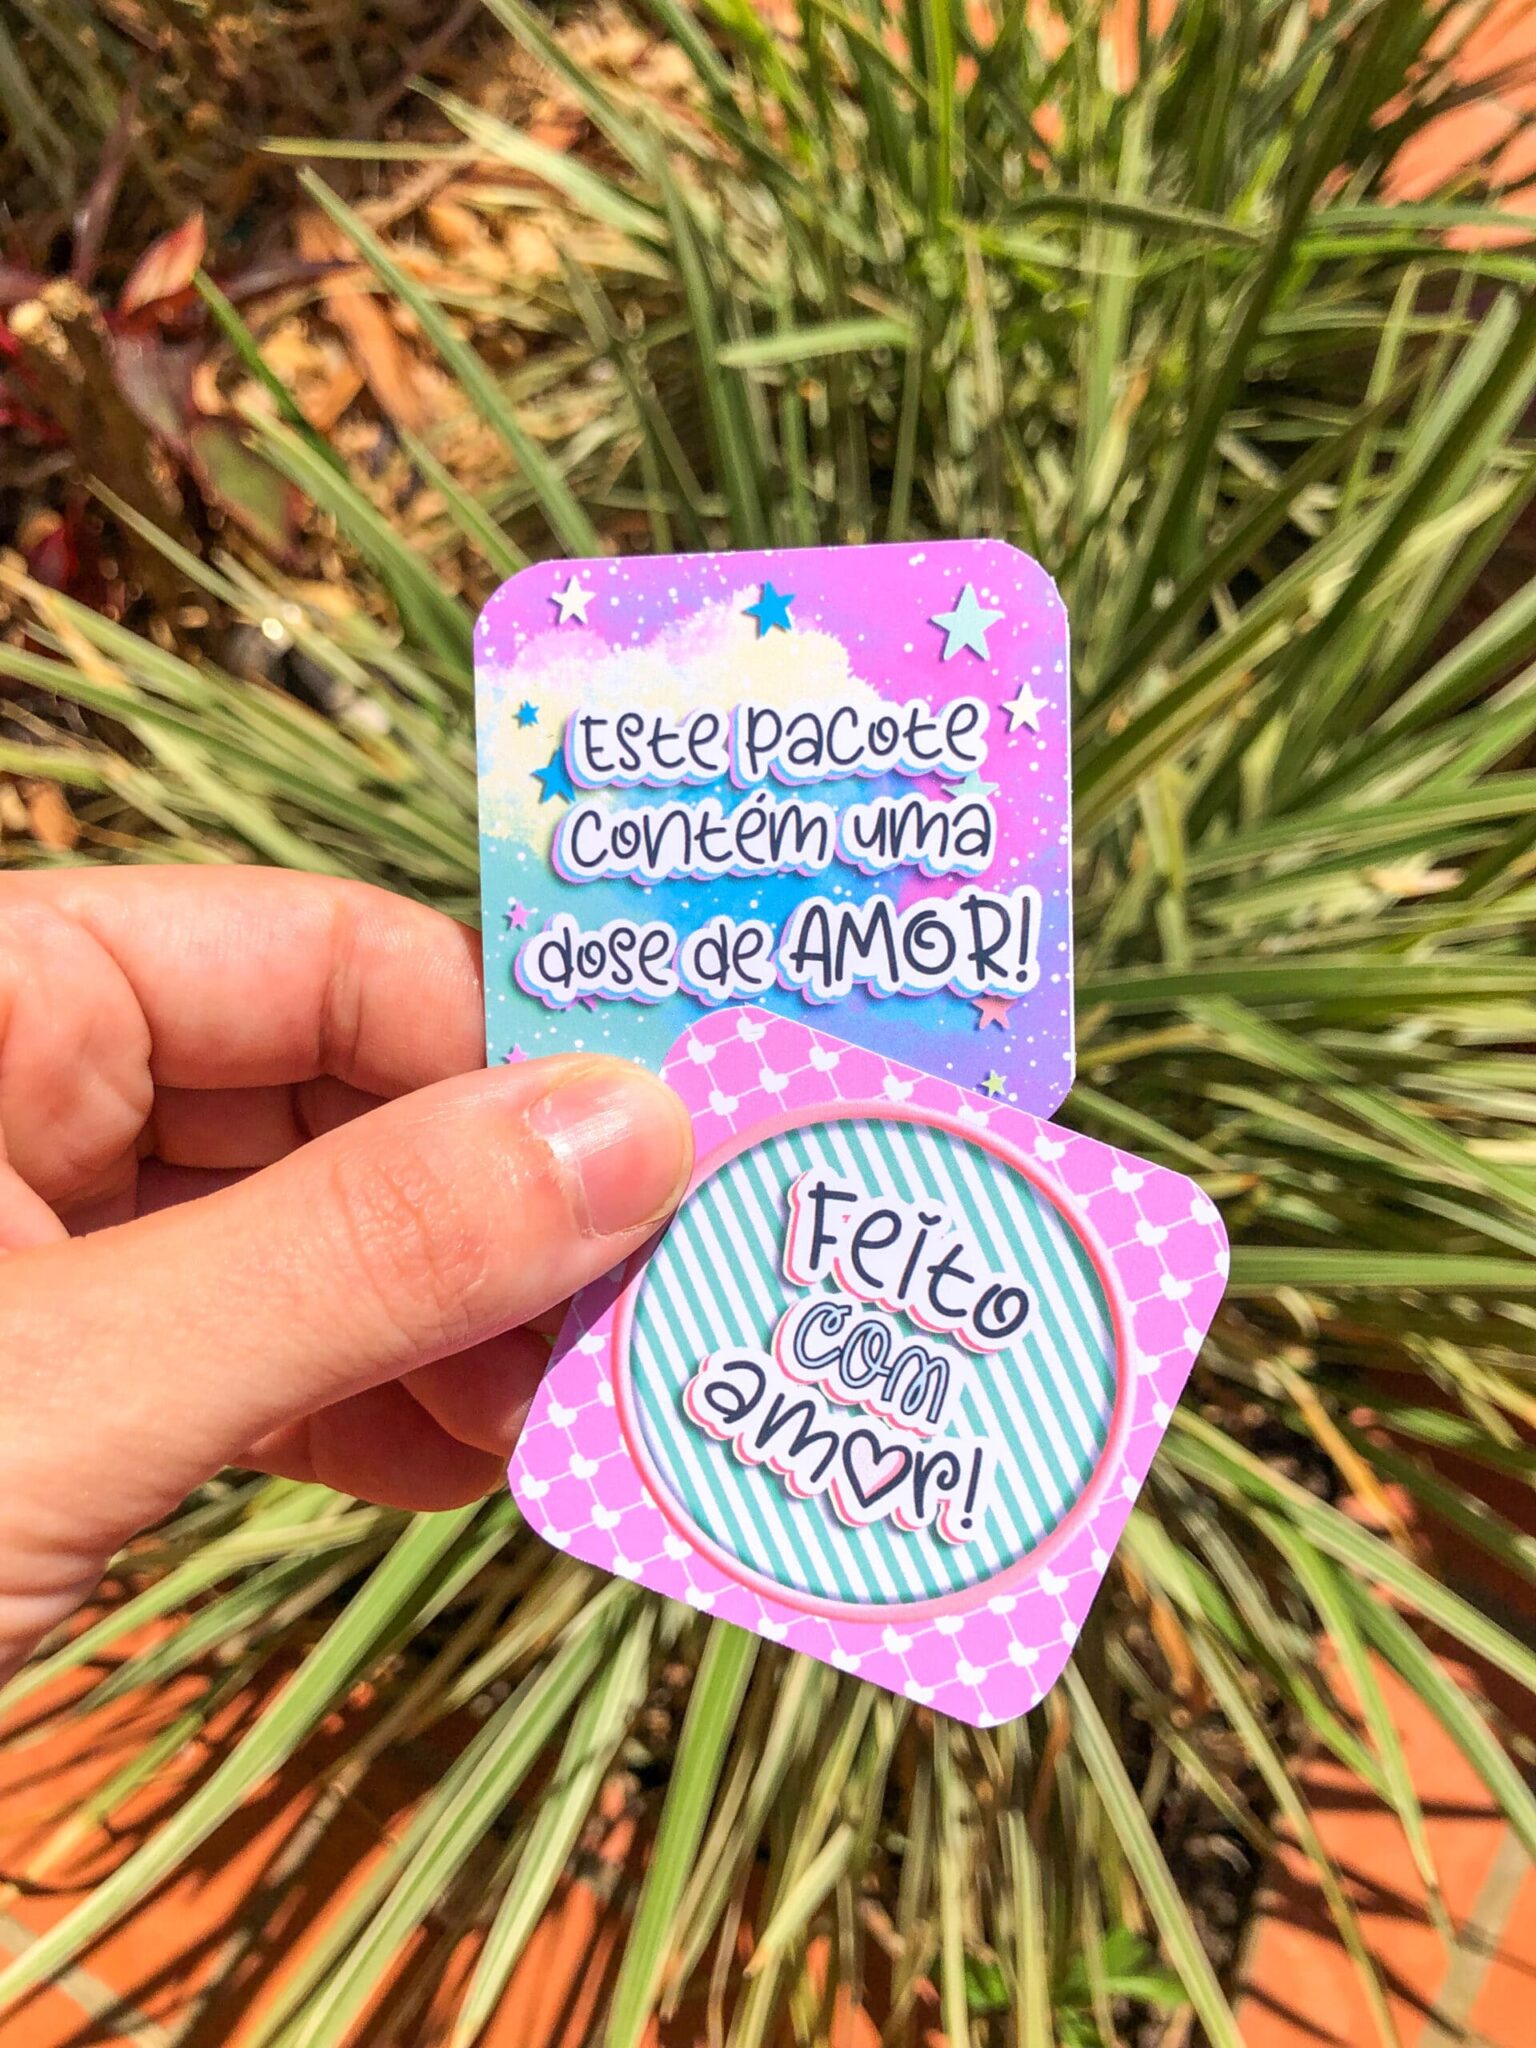 Este pacote
contém uma
dose de AMOR!
Feito
com
amor!